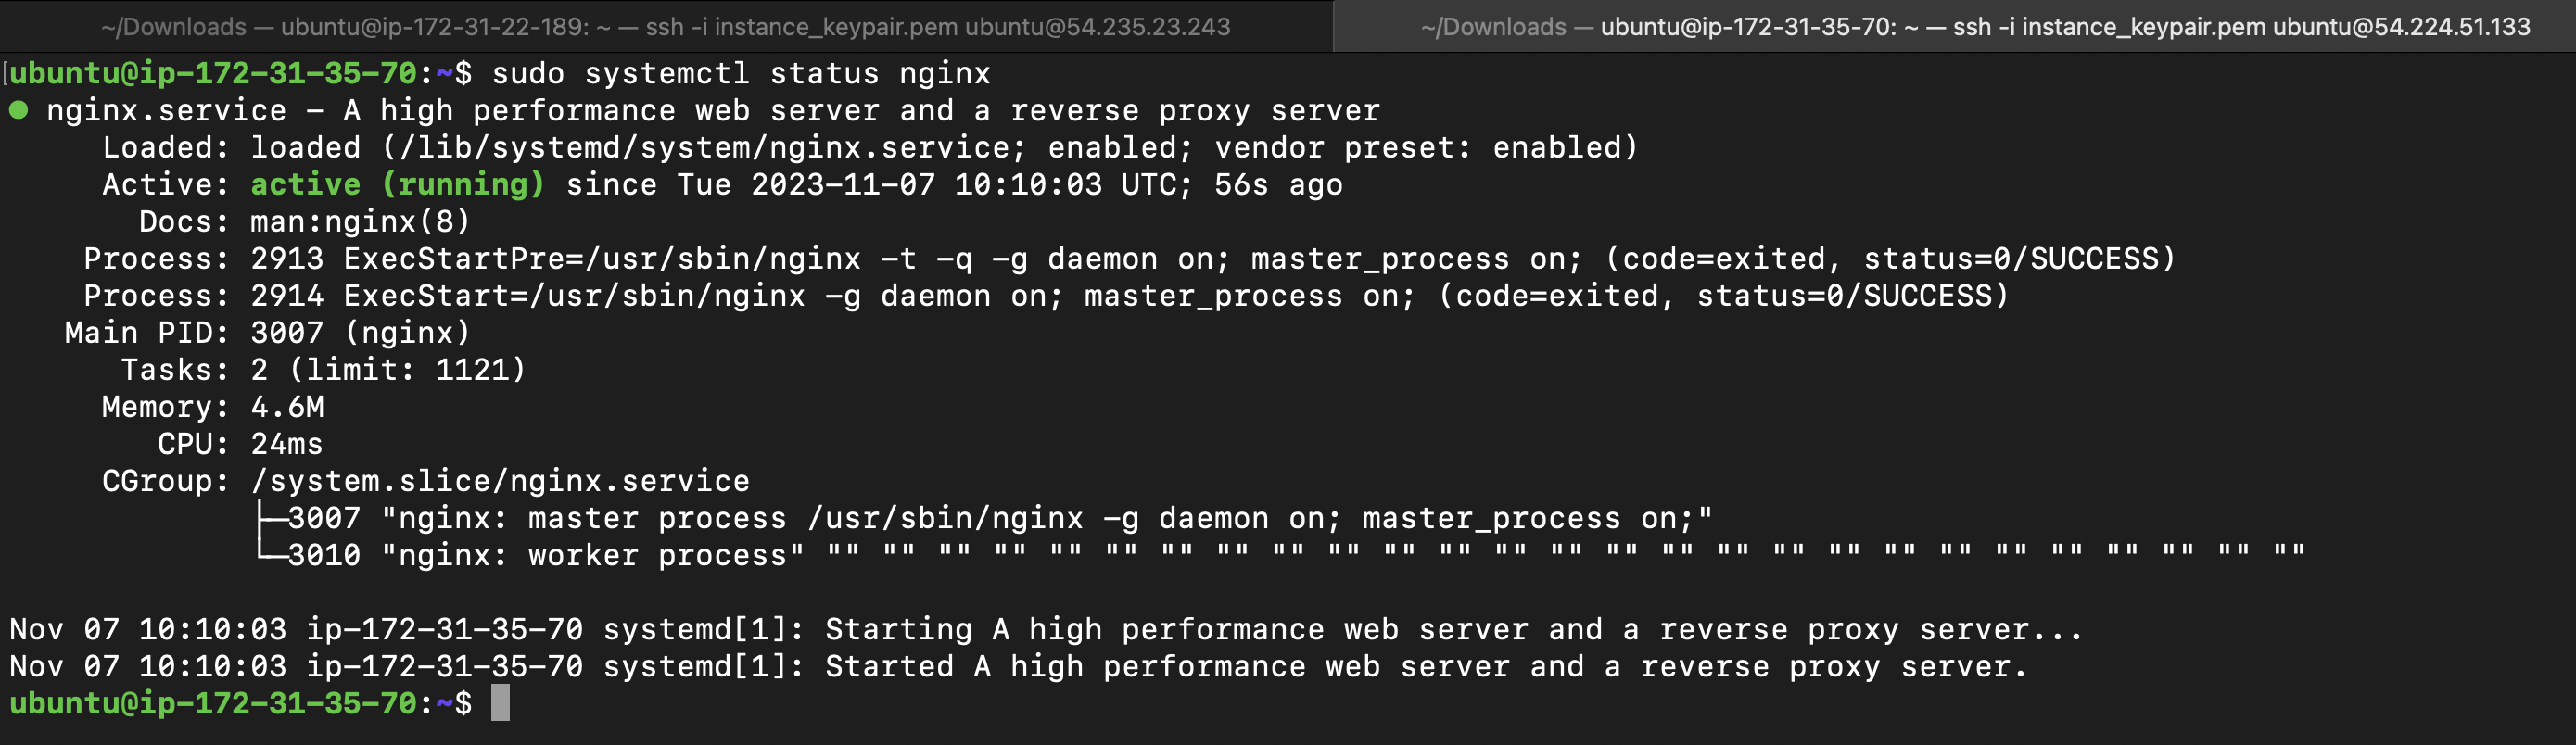 ~/Downloads — ubuntu@ip-172-31-22-189: ~ — ssh -i instance_keypair.pem ubuntu@54.235.23.243
~/Downloads — ubuntu@ip-172-31-35-70: ~ — ssh -i instance_keypair.pem ubuntu@54.224.51.133
[ubuntu@ip-172-31-35-70:~$ sudo systemctl status nginx
● nginx.service - A high performance web server and a reverse proxy server
     Loaded: loaded (/lib/systemd/system/nginx.service; enabled; vendor preset: enabled)
     Active: active (running) since Tue 2023-11-07 10:10:03 UTC; 56s ago
       Docs: man:nginx(8)
    Process: 2913 ExecStartPre=/usr/sbin/nginx -t -q -g daemon on; master_process on; (code=exited, status=0/SUCCESS)
    Process: 2914 ExecStart=/usr/sbin/nginx -g daemon on; master_process on; (code=exited, status=0/SUCCESS)
   Main PID: 3007 (nginx)
      Tasks: 2 (limit: 1121)
     Memory: 4.6M
        CPU: 24ms
     CGroup: /system.slice/nginx.service
             ├─3007 "nginx: master process /usr/sbin/nginx -g daemon on; master_process on;"
             └─3010 "nginx: worker process" "" "" "" "" "" "" "" "" "" "" "" "" "" "" "" "" "" "" "" "" "" "" "" "" "" "" ""
Nov 07 10:10:03 ip-172-31-35-70 systemd[1]: Starting A high performance web server and a reverse proxy server...
Nov 07 10:10:03 ip-172-31-35-70 systemd[1]: Started A high performance web server and a reverse proxy server.
ubuntu@ip-172-31-35-70:~$